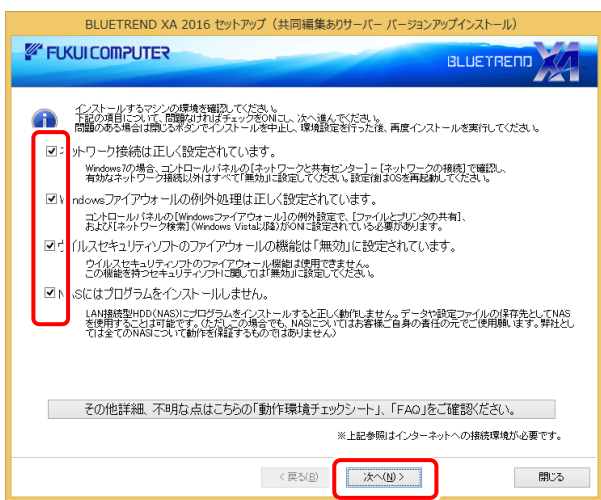 BLUETREND XA 2016 セットアップ（共同編集ありサーバー バージョンアップインストール）
FUKUI COMPUTER
BLUETREND XA
インストールするマシンの環境を確認してください。
下記の項目について、問題なければチェックをONにし、次へ進んでください。
問題のある場合は閉じるボタンでインストールを中止し、環境設定を行った後、再度インストールを実行してください。
ネットワーク接続は正しく設定されています。
Windows7の場合、コントロールパネルの[ネットワークと共有センター] - [ネットワークの接続]で確認し、
有効なネットワーク接続以外はすべて「無効」に設定してください。設定後はOSを再起動してください。
Windowsファイアウォールの例外処理は正しく設定されています。
コントロールパネルの[Windowsファイアウォール]の例外設定で、[ファイルとプリンタの共有]、
および[ネットワーク検索](Windows Vista以降)がONに設定されている必要があります。
ウイルスセキュリティソフトのファイアウォールの機能は「無効」に設定されています。
ウイルスセキュリティソフトのファイアウォール機能は使用できません。
この機能を持つセキュリティソフトに関しては「無効」に設定してください。
NASにはプログラムをインストールしません。
LAN接続型HDD(NAS)にプログラムをインストールすると正しく動作しません。データや設定ファイルの保存先としてNAS
を使用することは可能です。(ただしこの場合でも、NASについてはお客様ご自身の責任の元でご使用願います。弊社とし
ては全てのNASについて動作を保証するものではありません)
その他詳細、不明な点はこちらの「動作環境チェックシート」、「FAQ」をご確認ください。
※上記参照はインターネットへの接続環境が必要です。
< 戻る(B) 次へ(N) > 閉じる